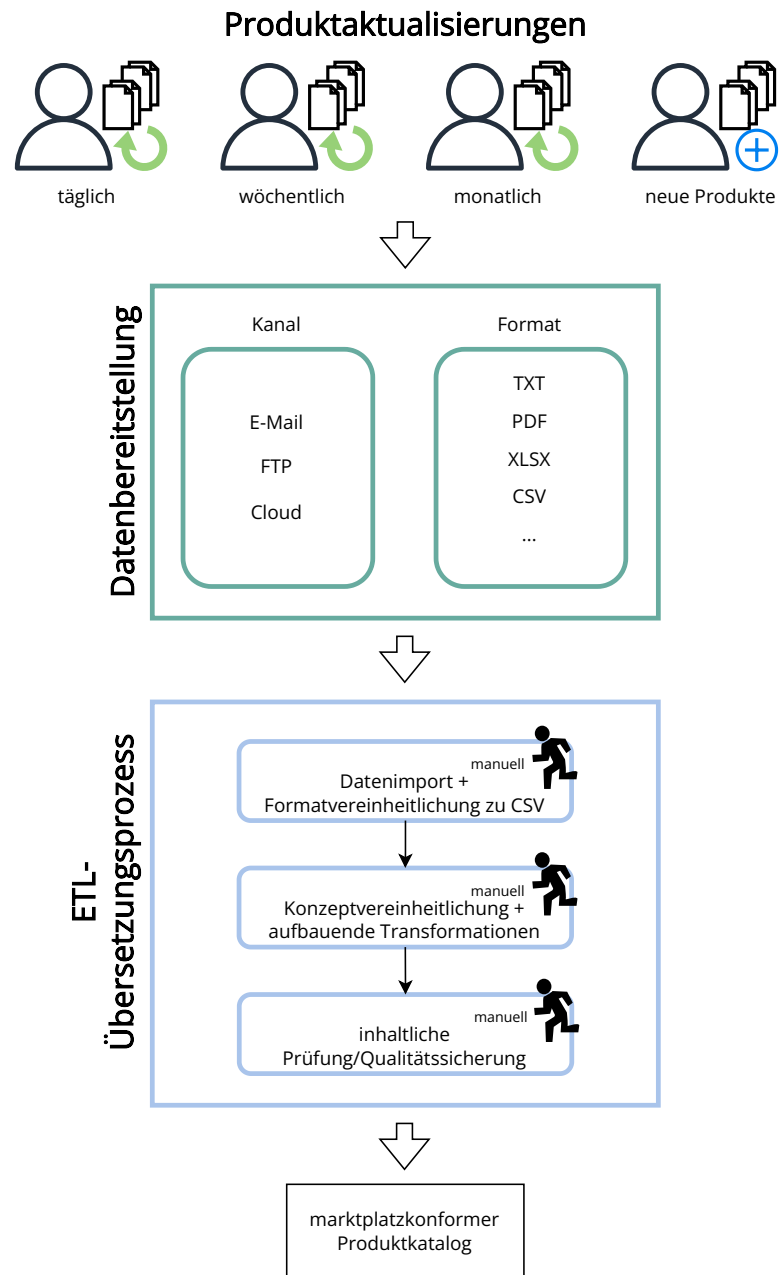 Produktaktualisierungen
täglich
wöchentlich
monatlich
neue Produkte
Datenbereitstellung
Kanal
E-Mail
FTP
Cloud
Format
TXT
PDF
XLSX
CSV
...
ETL-
Übersetzungsprozess
manuell
Datenimport +
Formatvereinheitlichung zu CSV
manuell
Konzeptvereinheitlichung +
aufbauende Transformationen
manuell
inhaltliche
Prüfung/Qualitätssicherung
marktplatzkonformer
Produktkatalog